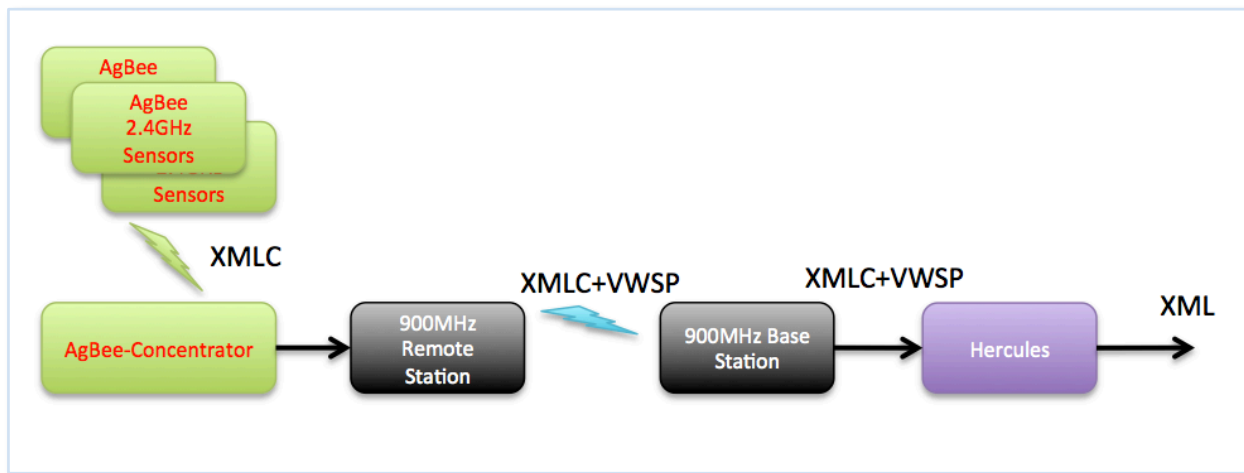 AgBee
AgBee
2.4GHz
Sensors
Sensors
XMLC
XMLC+VWSP
XMLC+VWSP
XML
AgBee-Concentrator
900MHz
Remote
Station
900MHz Base
Station
Hercules